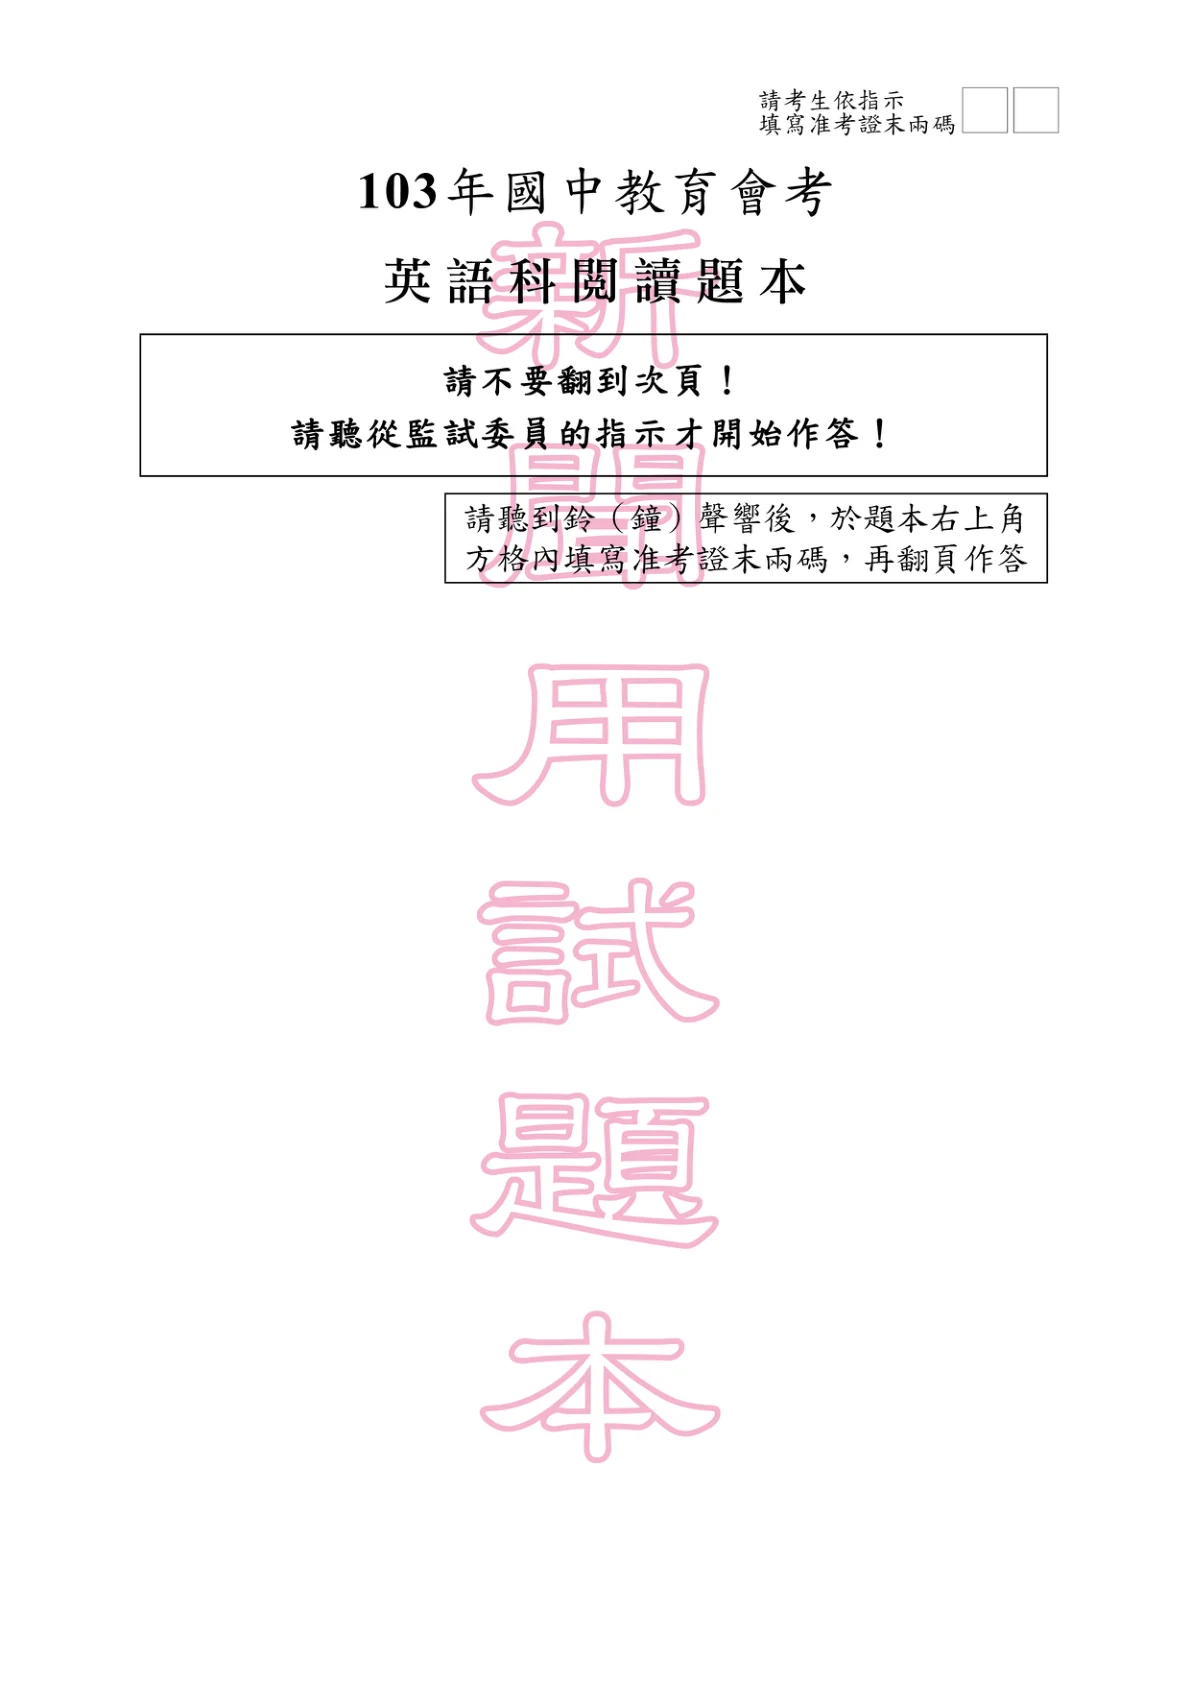 請考生依指示
填寫准考證末兩碼
103年國中教育會考
英語科閱讀題本
請不要翻到次頁！
請聽從監試委員的指示才開始作答！
請聽到鈴（鐘）聲響後，於題本右上角
方格內填寫准考證末兩碼，再翻頁作答
新
聞
用
試
題
本